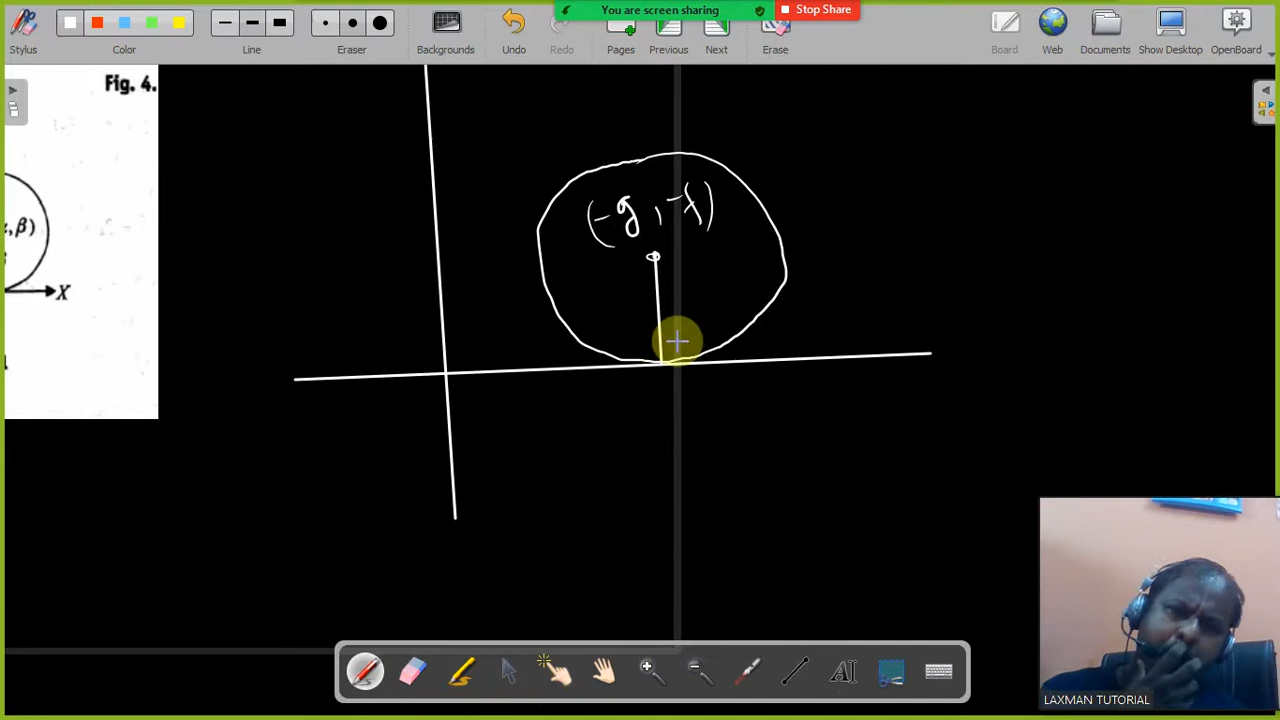 You are screen sharing
Stop Share
Stylus
Color
Line
Eraser
Backgrounds
Undo
Redo
Pages
Previous
Next
Erase
Board
Web
Documents
Show Desktop
OpenBoard
Fig. 4.
, β)
X
(-g, -f)
LAXMAN TUTORIAL